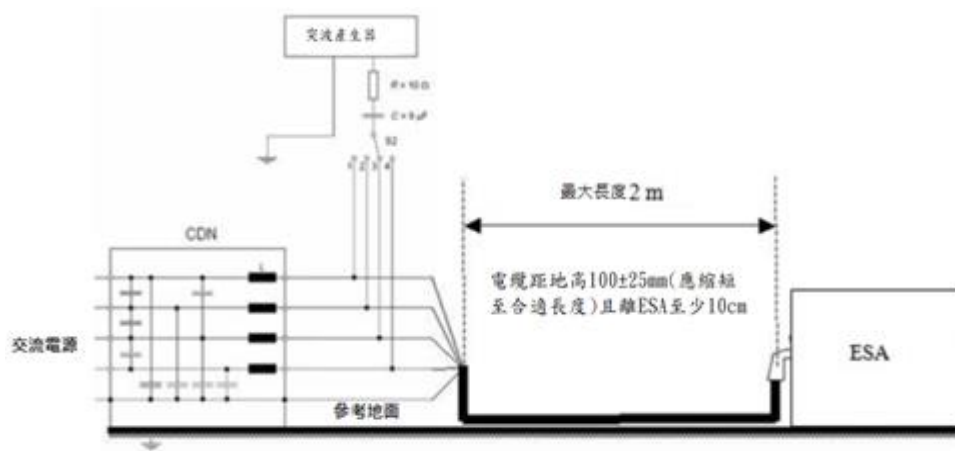 突波產生器
R = 10 Ω
C = 9 μF
S2
1 2 3 4
最大長度2 m
CDN
L
電纜距地高100±25mm(應縮短
至合適長度)且離ESA至少10cm
交流電源
ESA
參考地面